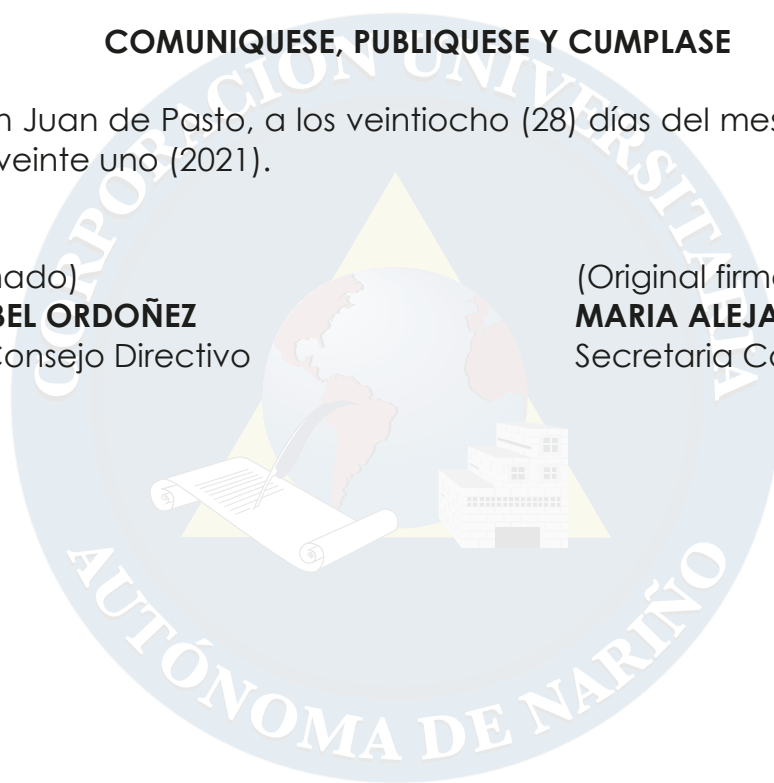 COMUNIQUESE, PUBLIQUESE Y CUMPLASE
n Juan de Pasto, a los veintiocho (28) días del mes
veinte uno (2021).
nado) (Original firm
BEL ORDOÑEZ MARIA ALEJA
Consejo Directivo Secretaria Co
CORPORACIÓN UNIVERSITARIA
AUTÓNOMA DE NARIÑO